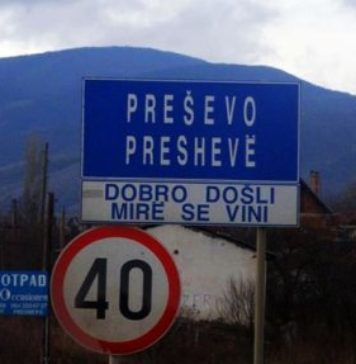 PREŠEVO
PRESHEVË
DOBRO DOŠLI
MIRË SE VINI
40
OTPAD